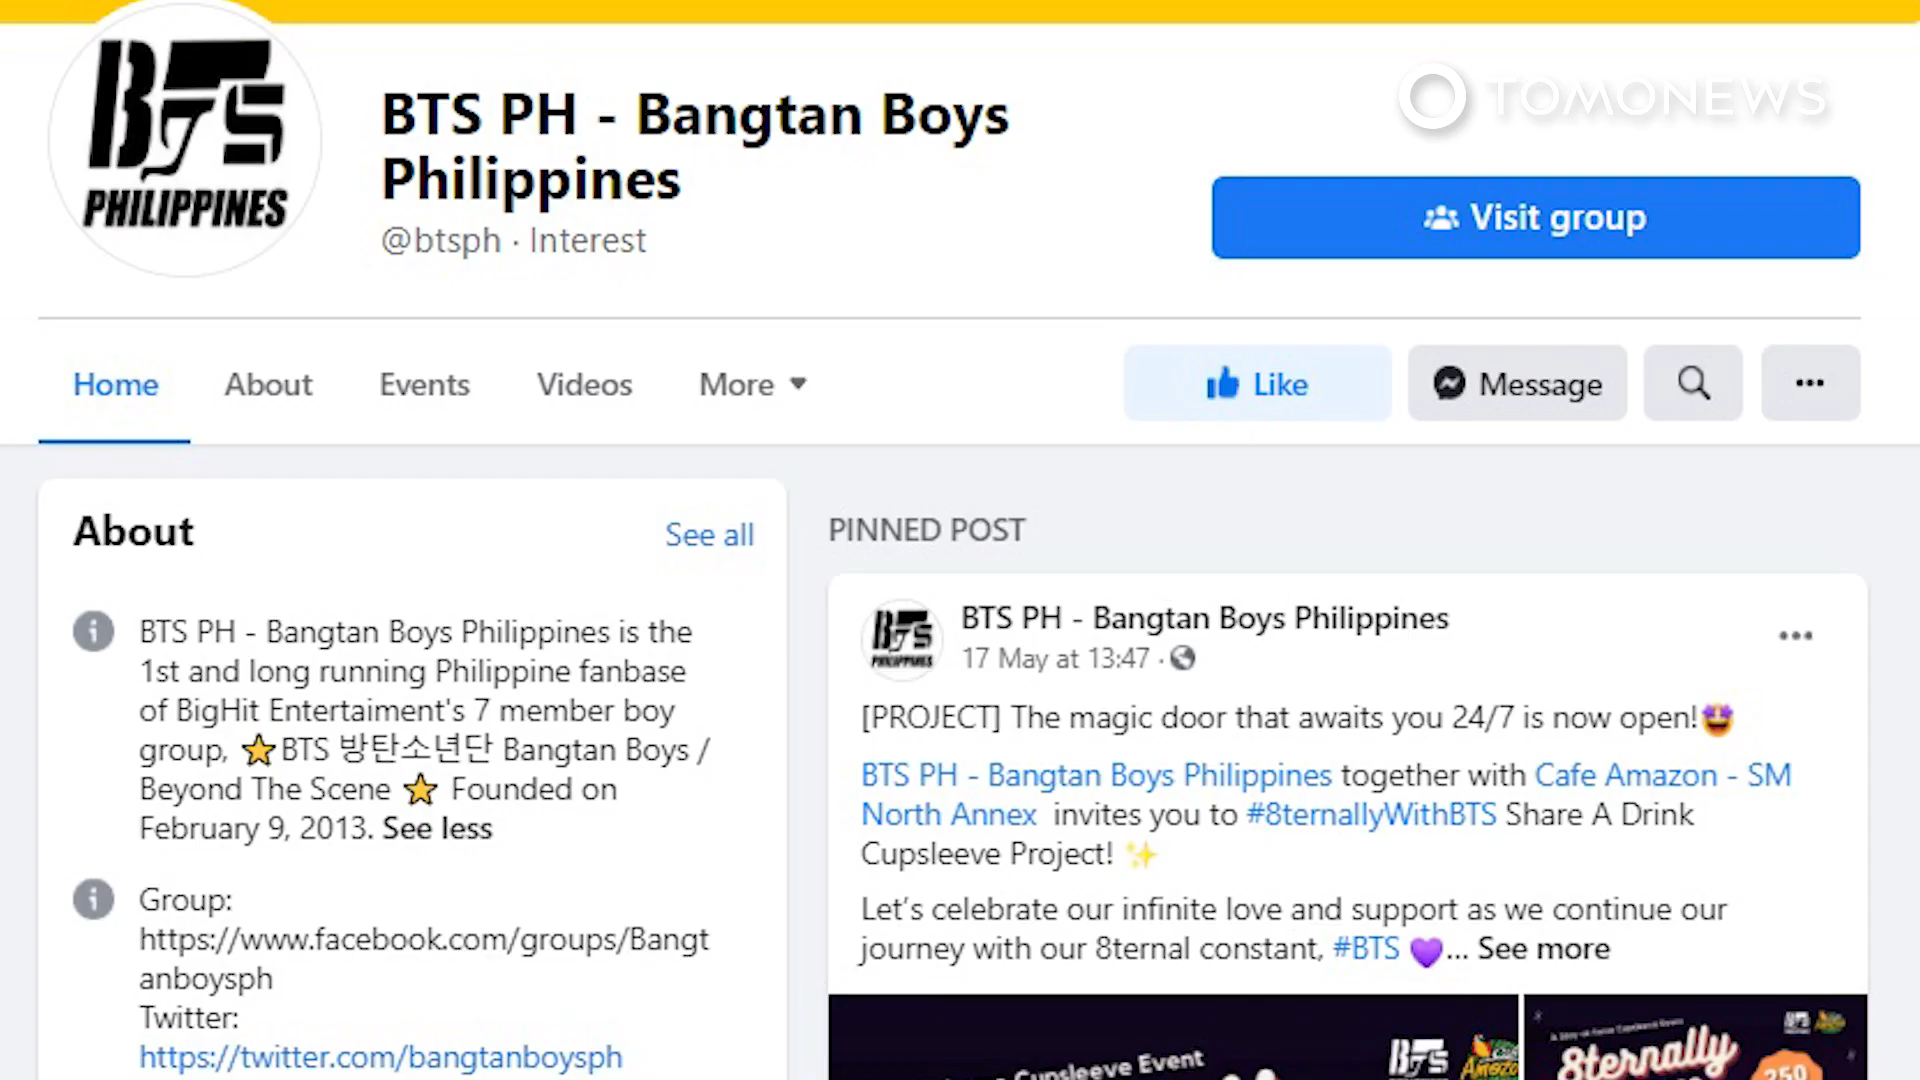 BTS
PHILIPPINES
BTS PH - Bangtan Boys
Philippines
@btsph · Interest
TOMONEWS
Visit group
Home
About
Events
Videos
More
Like
Message
About
See all
BTS PH - Bangtan Boys Philippines is the
1st and long running Philippine fanbase
of BigHit Entertaiment's 7 member boy
group, ⭐BTS 방탄소년단 Bangtan Boys /
Beyond The Scene ⭐ Founded on
February 9, 2013. See less
Group:
https://www.facebook.com/groups/Bangt
anboysph
Twitter:
https://twitter.com/bangtanboysph
PINNED POST
BTS PHILIPPINES
BTS PH - Bangtan Boys Philippines
17 May at 13:47 ·
[PROJECT] The magic door that awaits you 24/7 is now open!🤩
BTS PH - Bangtan Boys Philippines together with Cafe Amazon - SM
North Annex invites you to #8ternallyWithBTS Share A Drink
Cupsleeve Project! ✨
Let’s celebrate our infinite love and support as we continue our
journey with our 8ternal constant, #BTS 💜... See more
Cupsleeve Event
BTS
Amazon
8ternally
250